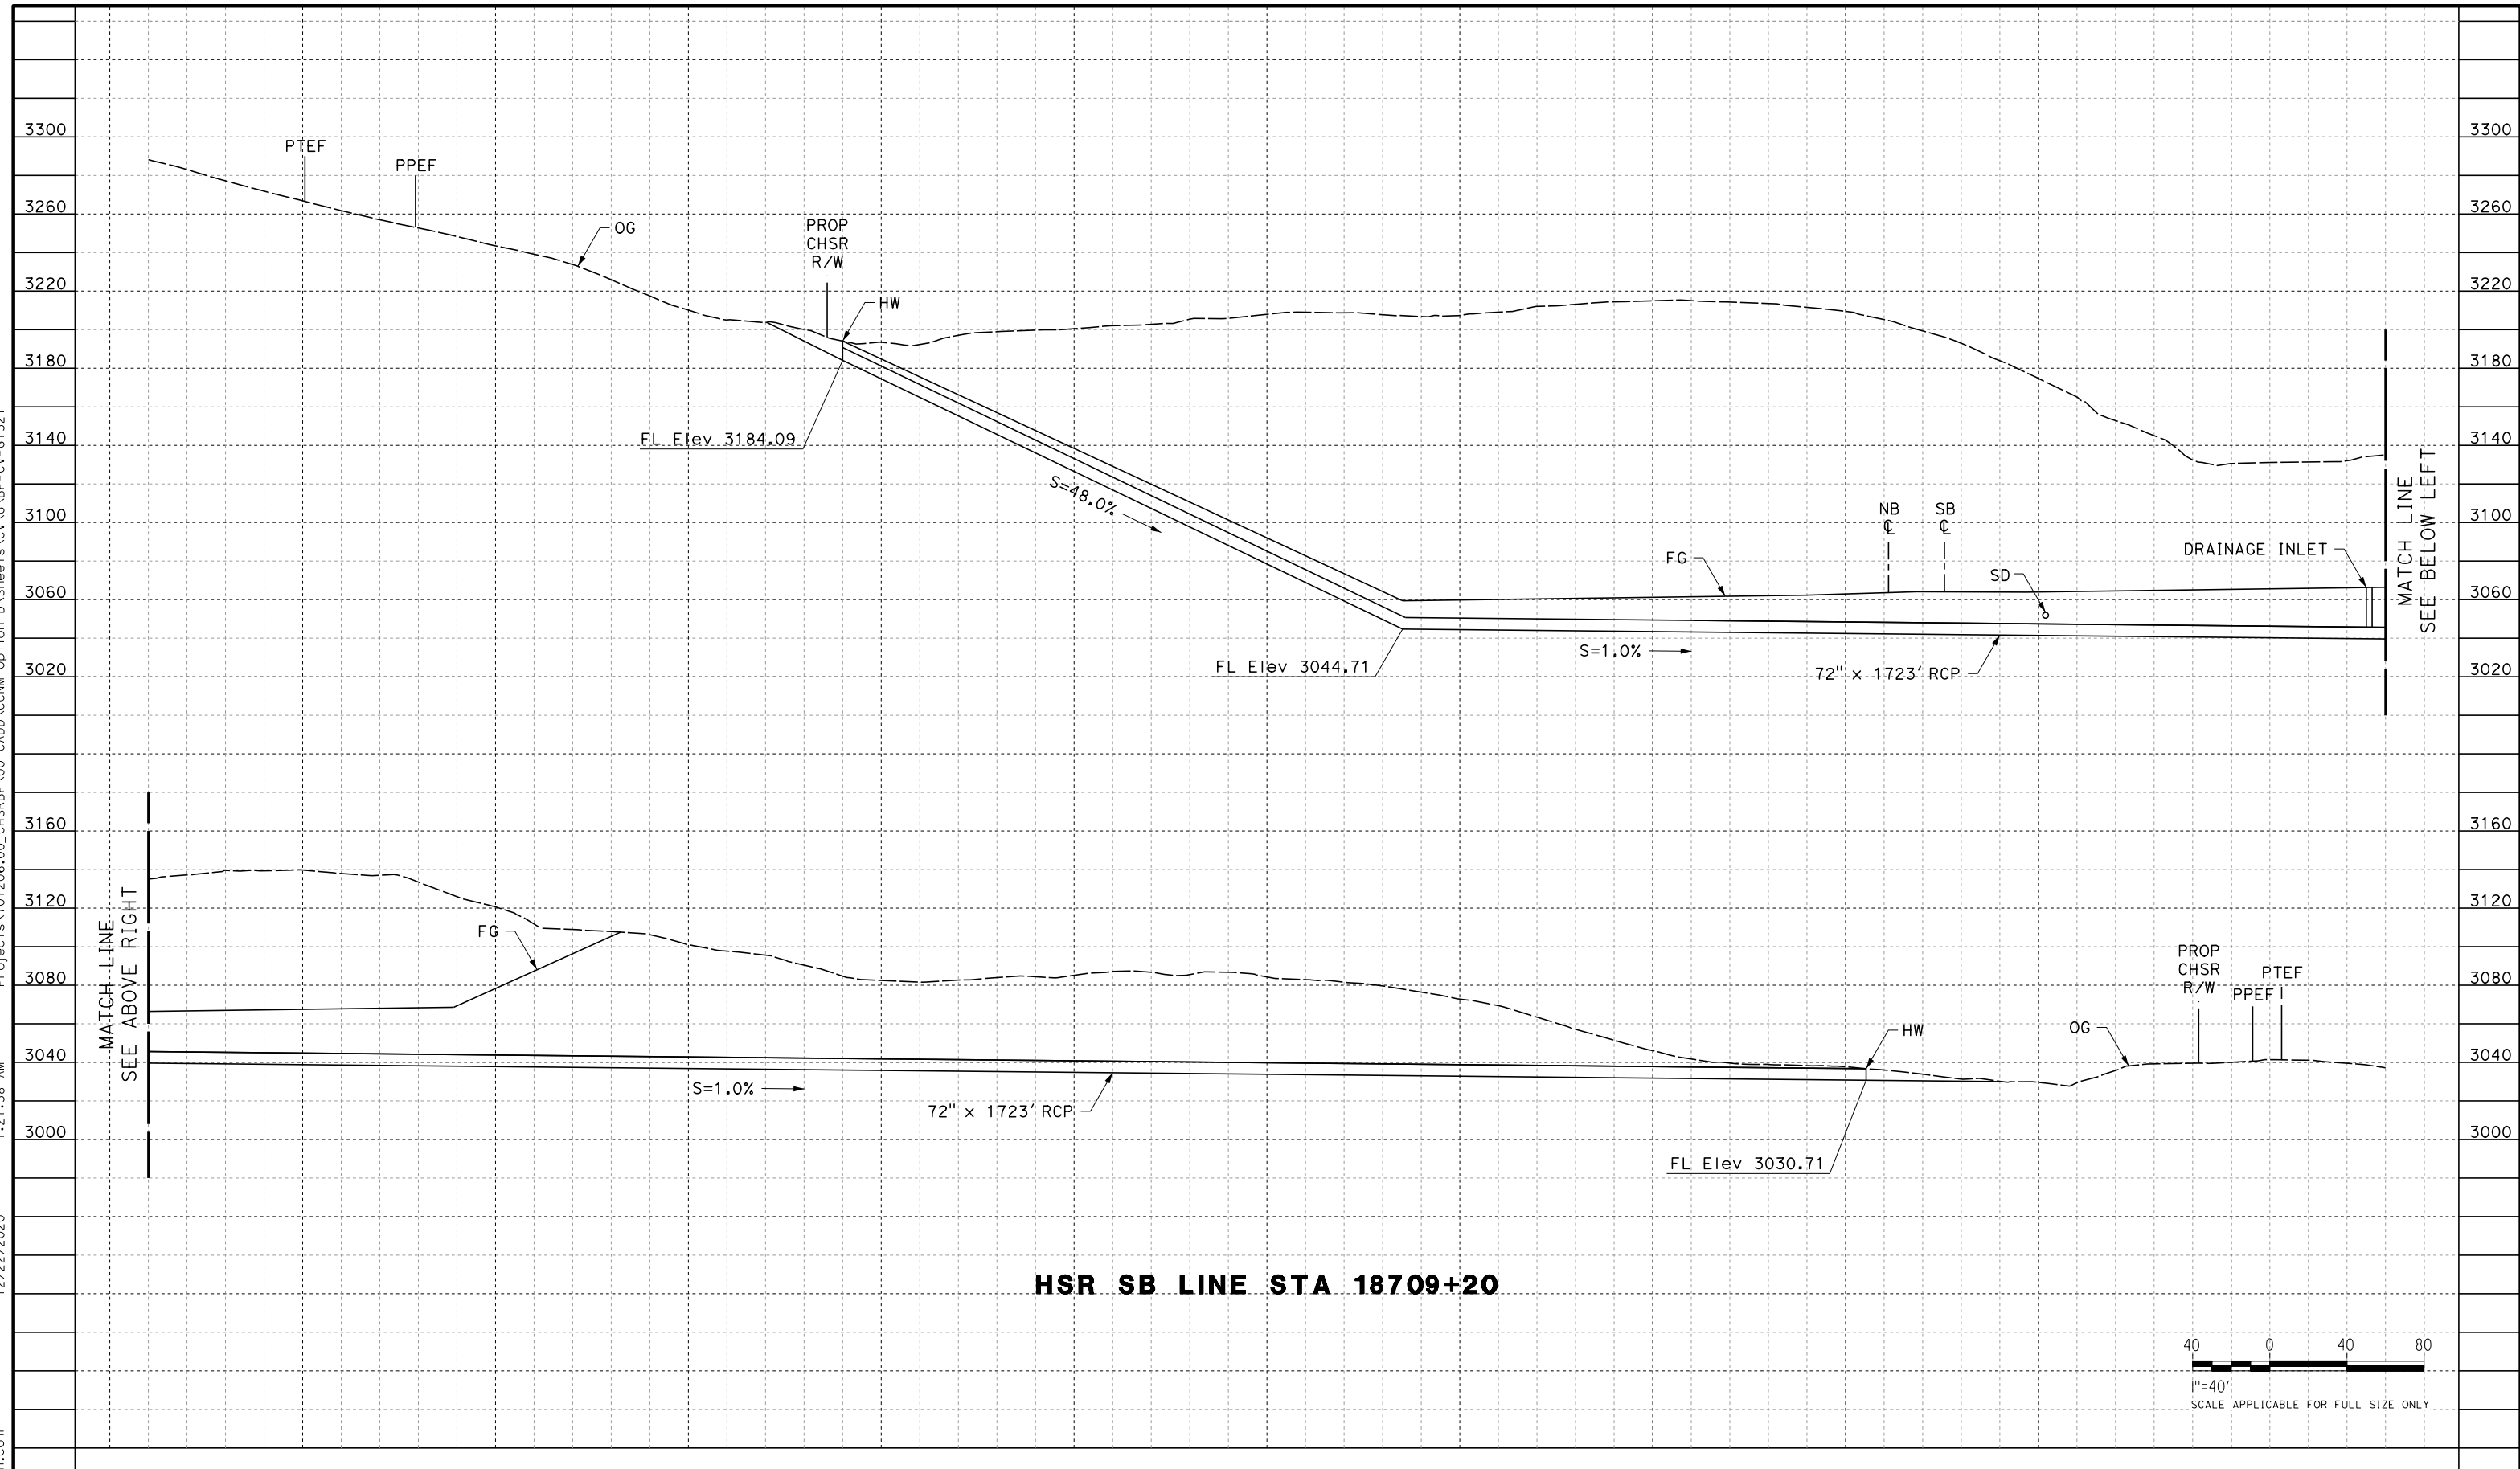 3300
3300
PTEF
PPEF
3260
3260
OG
PROP
CHSR
R/W
3220
3220
HW
3180
3180
FL Elev 3184.09
3140
3140
S=48.0%
MATCH LINE
SEE BELOW LEFT
3100
3100
NB
℄
SB
℄
FG
DRAINAGE INLET
SD
3060
3060
S=1.0%
FL Elev 3044.71
72" x 1723' RCP
3020
3020
3160
3160
3120
3120
MATCH LINE
SEE ABOVE RIGHT
FG
PROP
CHSR
R/W
PTEF
PPEF
3080
3080
HW
OG
3040
3040
S=1.0%
72" x 1723' RCP
3000
3000
FL Elev 3030.71
HSR SB LINE STA 18709+20
40 0 40 80
1"=40'
SCALE APPLICABLE FOR FULL SIZE ONLY
12/22/2020